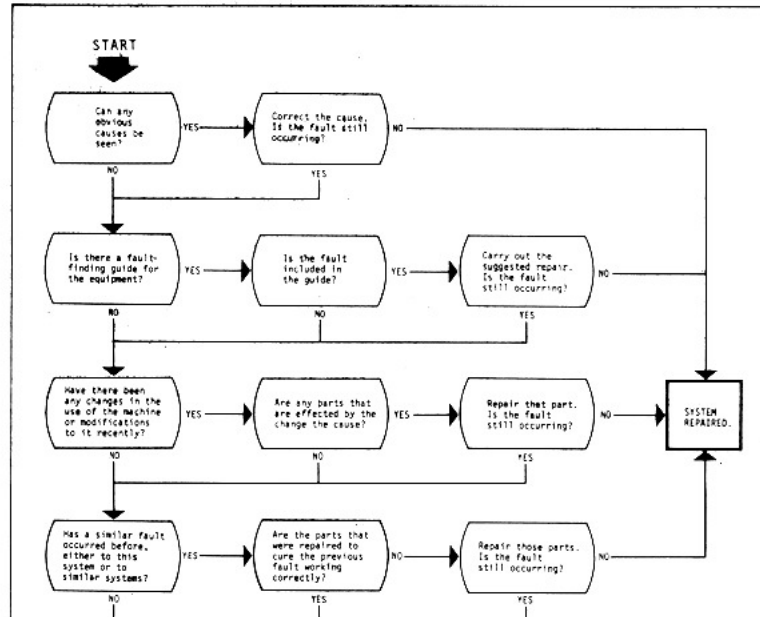 START
Can any
obvious
causes be
seen?
YES
Correct the cause.
Is the fault still
occurring?
NO
NO
YES
Is there a fault-
finding guide for
the equipment?
YES
Is the fault
included in
the guide?
YES
Carry out the
suggested repair.
Is the fault
still occurring?
NO
NO
NO
YES
Have there been
any changes in the
use of the machine
or modifications
to it recently?
YES
Are any parts that
are effected by the
change the cause?
YES
Repair that part.
Is the fault
still occurring?
NO
SYSTEM
REPAIRED.
NO
NO
YES
Has a similar fault
occurred before,
either to this
system or to
similar systems?
YES
Are the parts that
were repaired to
cure the previous
fault working
correctly?
NO
Repair those parts.
Is the fault
still occurring?
NO
NO
YES
YES